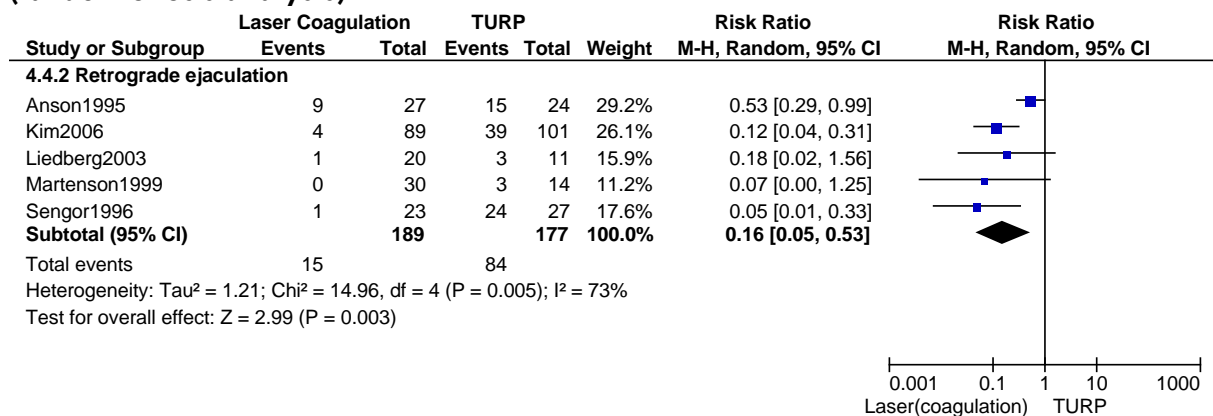 Laser Coagulation TURP Risk Ratio Risk Ratio
Study or Subgroup Events Total Events Total Weight M-H, Random, 95% CI M-H, Random, 95% CI
4.4.2 Retrograde ejaculation
Anson1995 9 27 15 24 29.2% 0.53 [0.29, 0.99]
Kim2006 4 89 39 101 26.1% 0.12 [0.04, 0.31]
Liedberg2003 1 20 3 11 15.9% 0.18 [0.02, 1.56]
Martenson1999 0 30 3 14 11.2% 0.07 [0.00, 1.25]
Sengor1996 1 23 24 27 17.6% 0.05 [0.01, 0.33]
Subtotal (95% CI) 189 177 100.0% 0.16 [0.05, 0.53]
Total events 15 84
Heterogeneity: Tau² = 1.21; Chi² = 14.96, df = 4 (P = 0.005); I² = 73%
Test for overall effect: Z = 2.99 (P = 0.003)
0.001 0.1 1 10 1000
Laser(coagulation) TURP